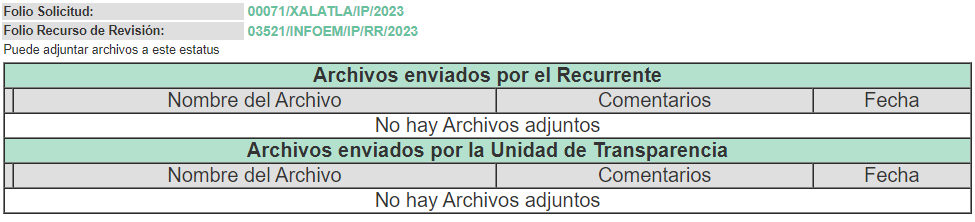 Folio Solicitud: 00071/XALATLA/IP/2023
Folio Recurso de Revisión: 03521/INFOEM/IP/RR/2023
Puede adjuntar archivos a este estatus
Archivos enviados por el Recurrente
Nombre del Archivo Comentarios Fecha
No hay Archivos adjuntos
Archivos enviados por la Unidad de Transparencia
Nombre del Archivo Comentarios Fecha
No hay Archivos adjuntos